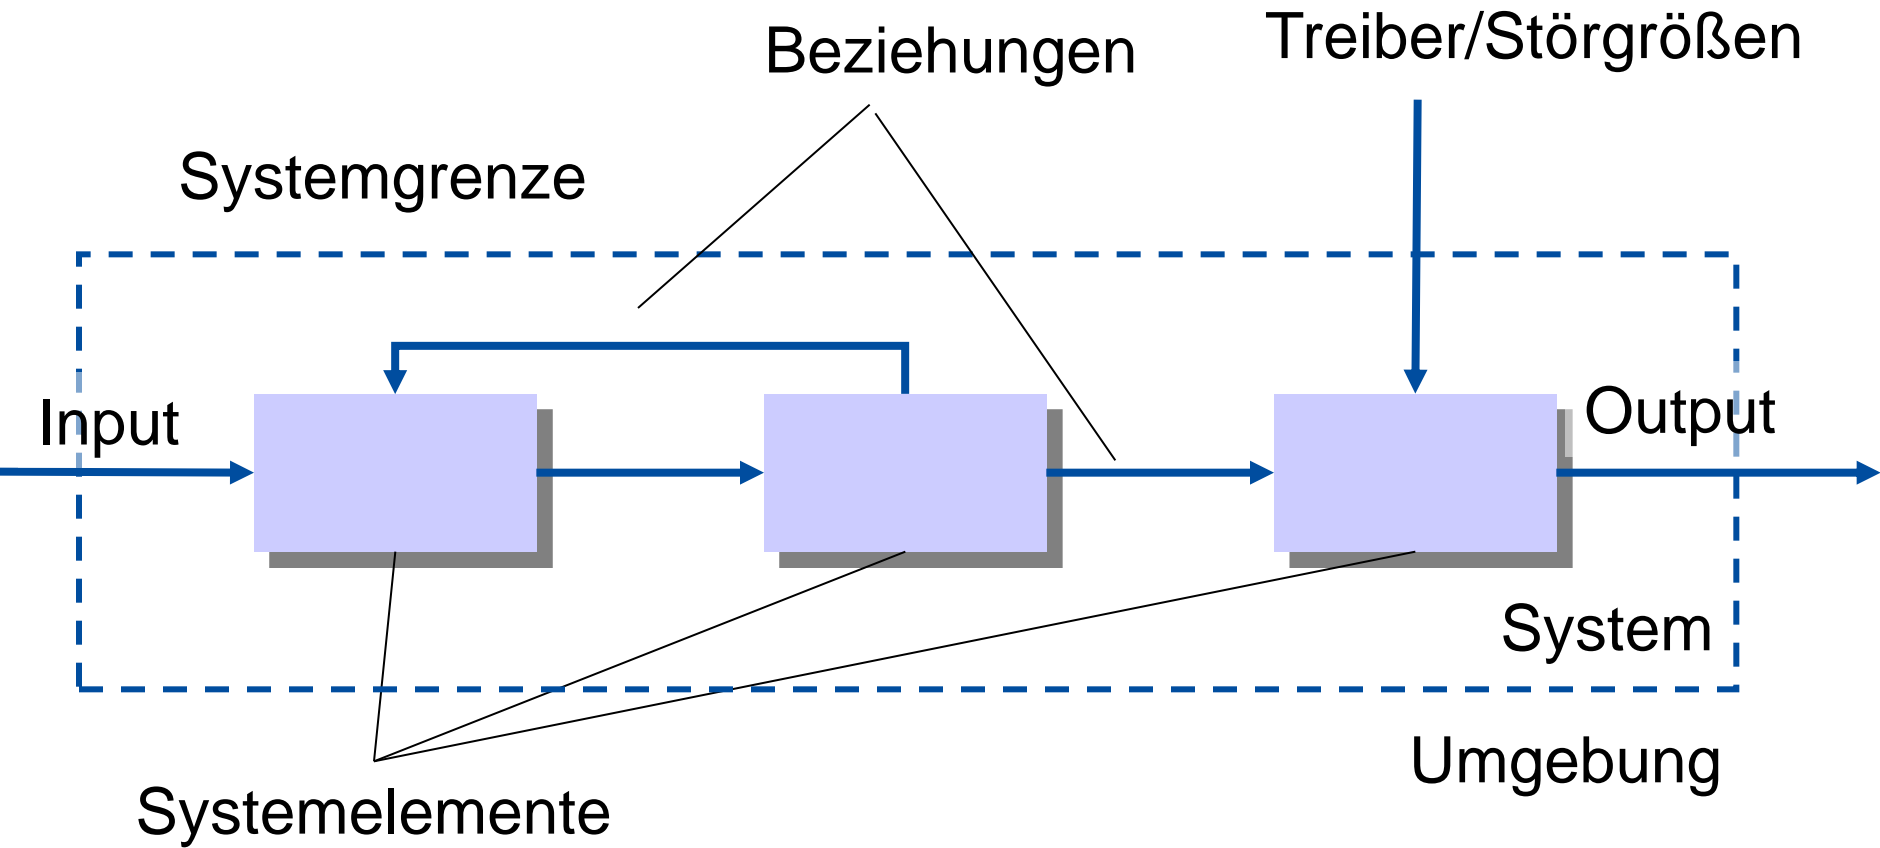 Treiber/Störgrößen
Beziehungen
Systemgrenze
Input
Output
System
Umgebung
Systemelemente